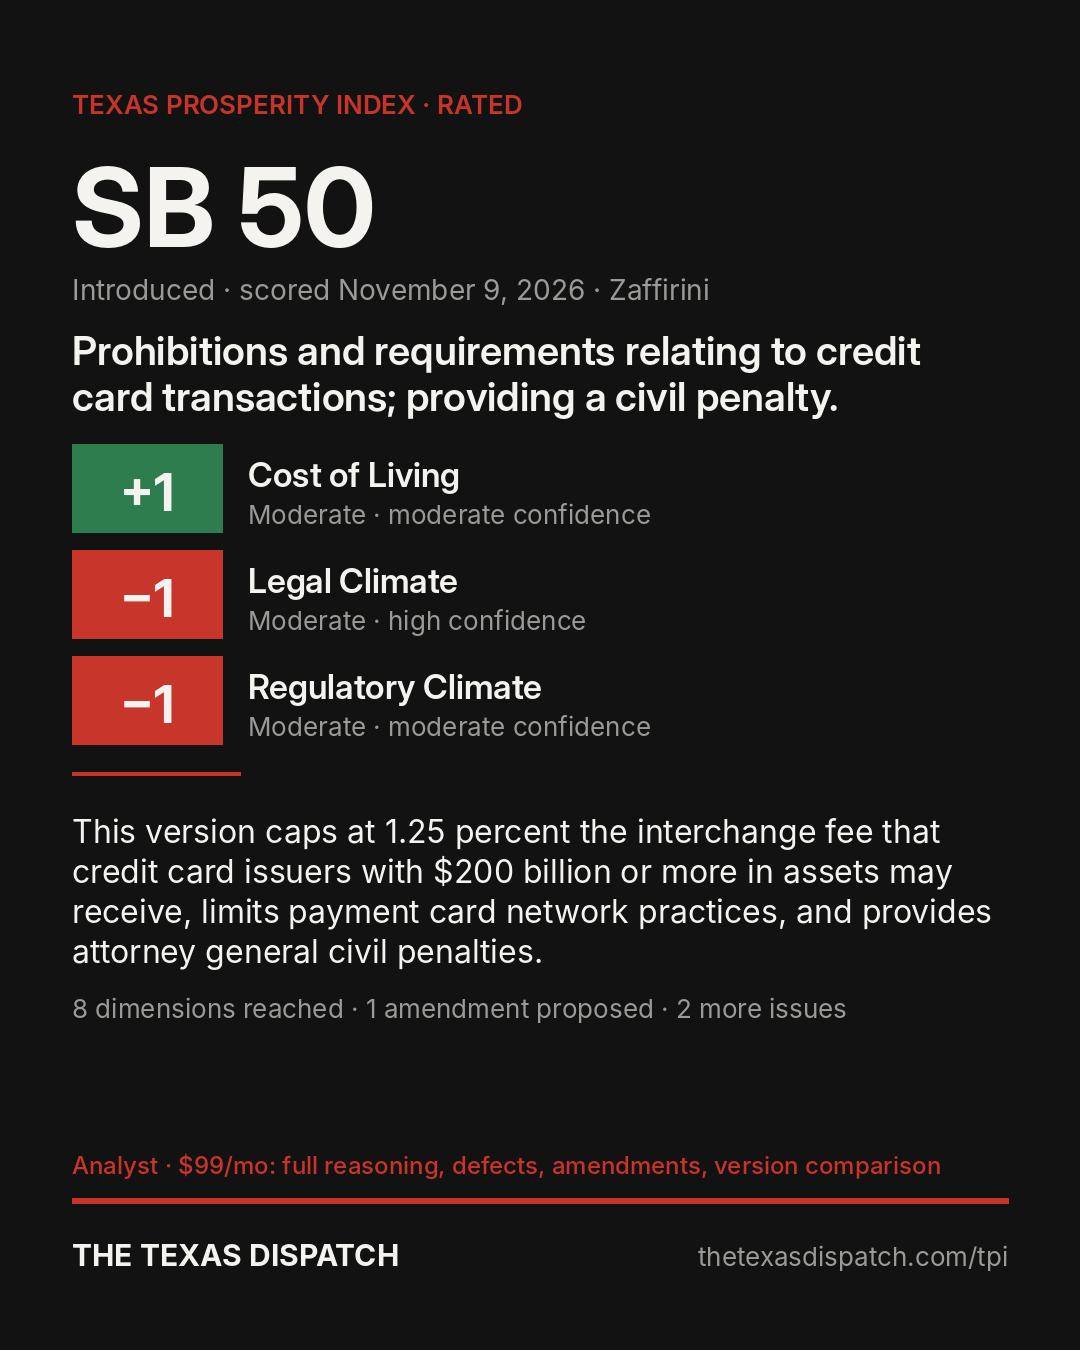 TEXAS PROSPERITY INDEX · RATED
SB 50
Introduced · scored November 9, 2026 · Zaffirini
Prohibitions and requirements relating to credit
card transactions; providing a civil penalty.
+1
Cost of Living
Moderate · moderate confidence
−1
Legal Climate
Moderate · high confidence
−1
Regulatory Climate
Moderate · moderate confidence
This version caps at 1.25 percent the interchange fee that
credit card issuers with $200 billion or more in assets may
receive, limits payment card network practices, and provides
attorney general civil penalties.
8 dimensions reached · 1 amendment proposed · 2 more issues
Analyst · $99/mo: full reasoning, defects, amendments, version comparison
THE TEXAS DISPATCH
thetexasdispatch.com/tpi